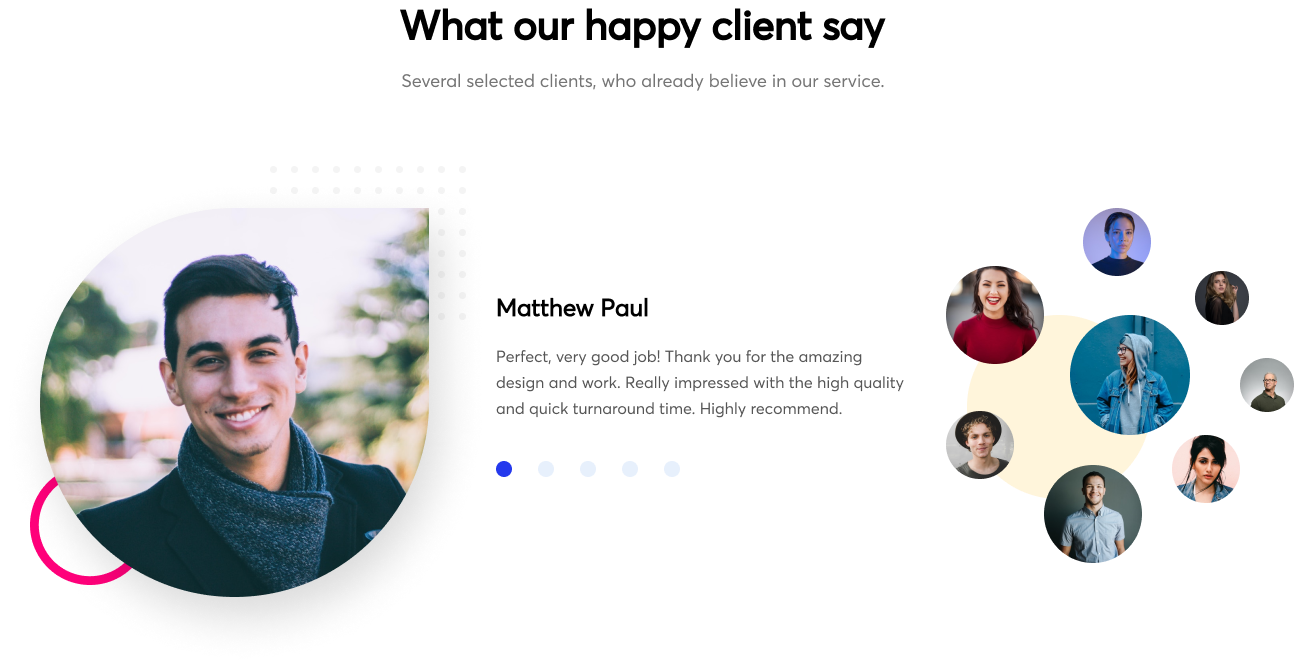 What our happy client say
Several selected clients, who already believe in our service.
Matthew Paul
Perfect, very good job! Thank you for the amazing
design and work. Really impressed with the high quality
and quick turnaround time. Highly recommend.